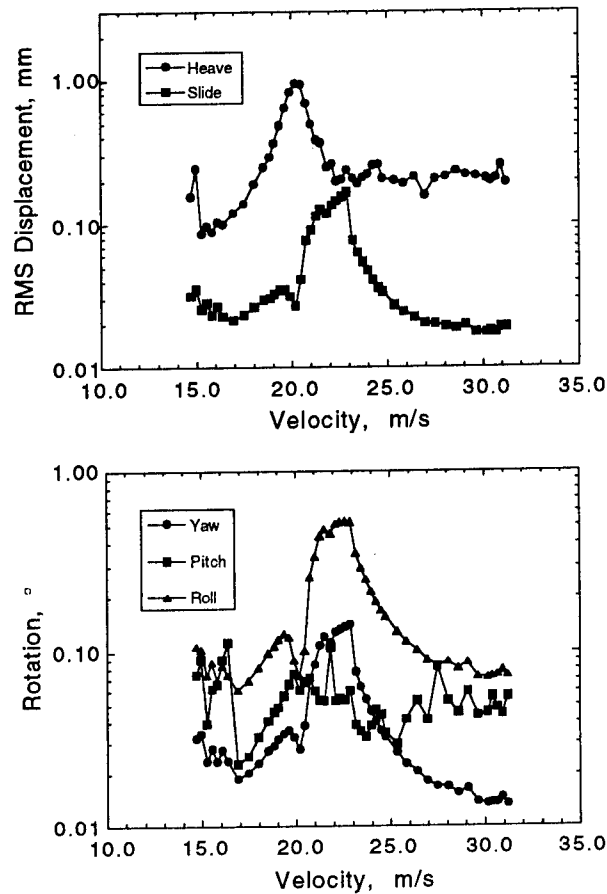 RMS Displacement, mm
1.00
0.10
0.01
Heave
Slide
10.0 15.0 20.0 25.0 30.0 35.0
Velocity, m/s
Rotation, °
1.00
0.10
0.01
Yaw
Pitch
Roll
10.0 15.0 20.0 25.0 30.0 35.0
Velocity, m/s